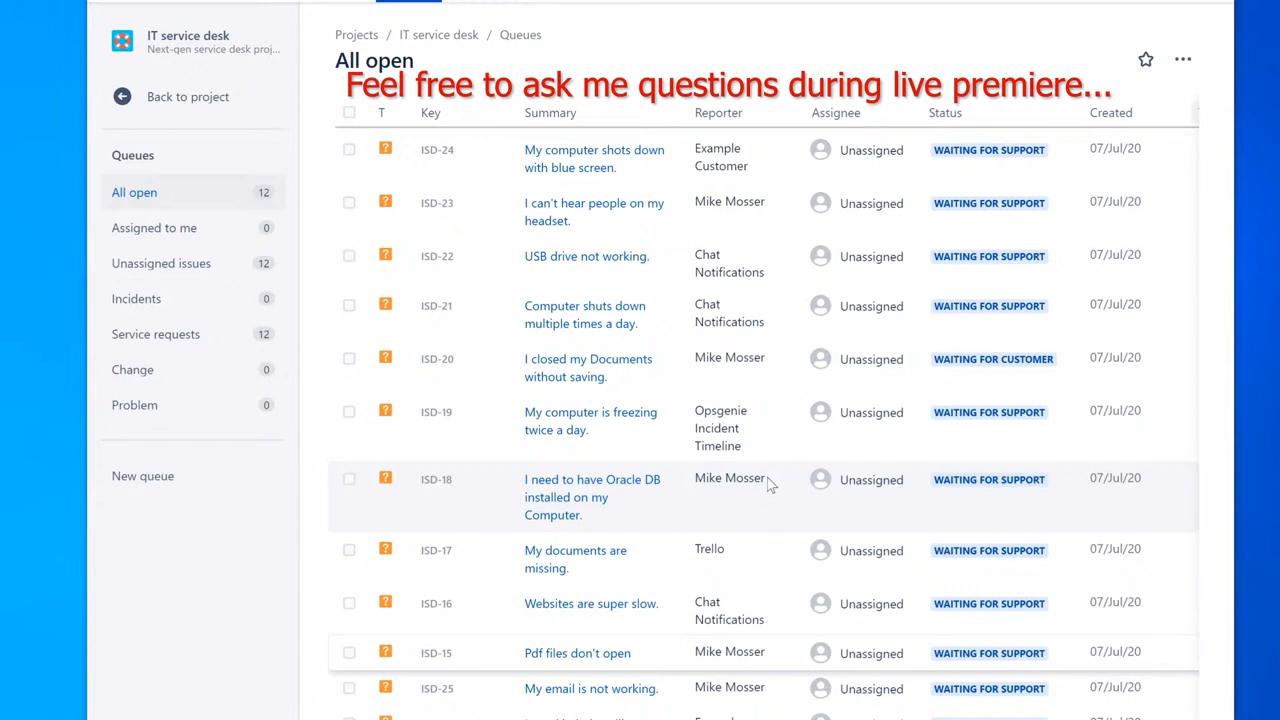 IT service desk
Next-gen service desk proj...
Back to project
Queues
All open 12
Assigned to me 0
Unassigned issues 12
Incidents 0
Service requests 12
Change 0
Problem 0
New queue
Projects / IT service desk / Queues
All open
Feel free to ask me questions during live premiere...
T Key Summary Reporter Assignee Status Created
ISD-24 My computer shots down with blue screen. Example Customer Unassigned WAITING FOR SUPPORT 07/Jul/20
ISD-23 I can't hear people on my headset. Mike Mosser Unassigned WAITING FOR SUPPORT 07/Jul/20
ISD-22 USB drive not working. Chat Notifications Unassigned WAITING FOR SUPPORT 07/Jul/20
ISD-21 Computer shuts down multiple times a day. Chat Notifications Unassigned WAITING FOR SUPPORT 07/Jul/20
ISD-20 I closed my Documents without saving. Mike Mosser Unassigned WAITING FOR CUSTOMER 07/Jul/20
ISD-19 My computer is freezing twice a day. Opsgenie Incident Timeline Unassigned WAITING FOR SUPPORT 07/Jul/20
ISD-18 I need to have Oracle DB installed on my Computer. Mike Mosser Unassigned WAITING FOR SUPPORT 07/Jul/20
ISD-17 My documents are missing. Trello Unassigned WAITING FOR SUPPORT 07/Jul/20
ISD-16 Websites are super slow. Chat Notifications Unassigned WAITING FOR SUPPORT 07/Jul/20
ISD-15 Pdf files don't open Mike Mosser Unassigned WAITING FOR SUPPORT 07/Jul/20
ISD-25 My email is not working. Mike Mosser Unassigned WAITING FOR SUPPORT 07/Jul/20